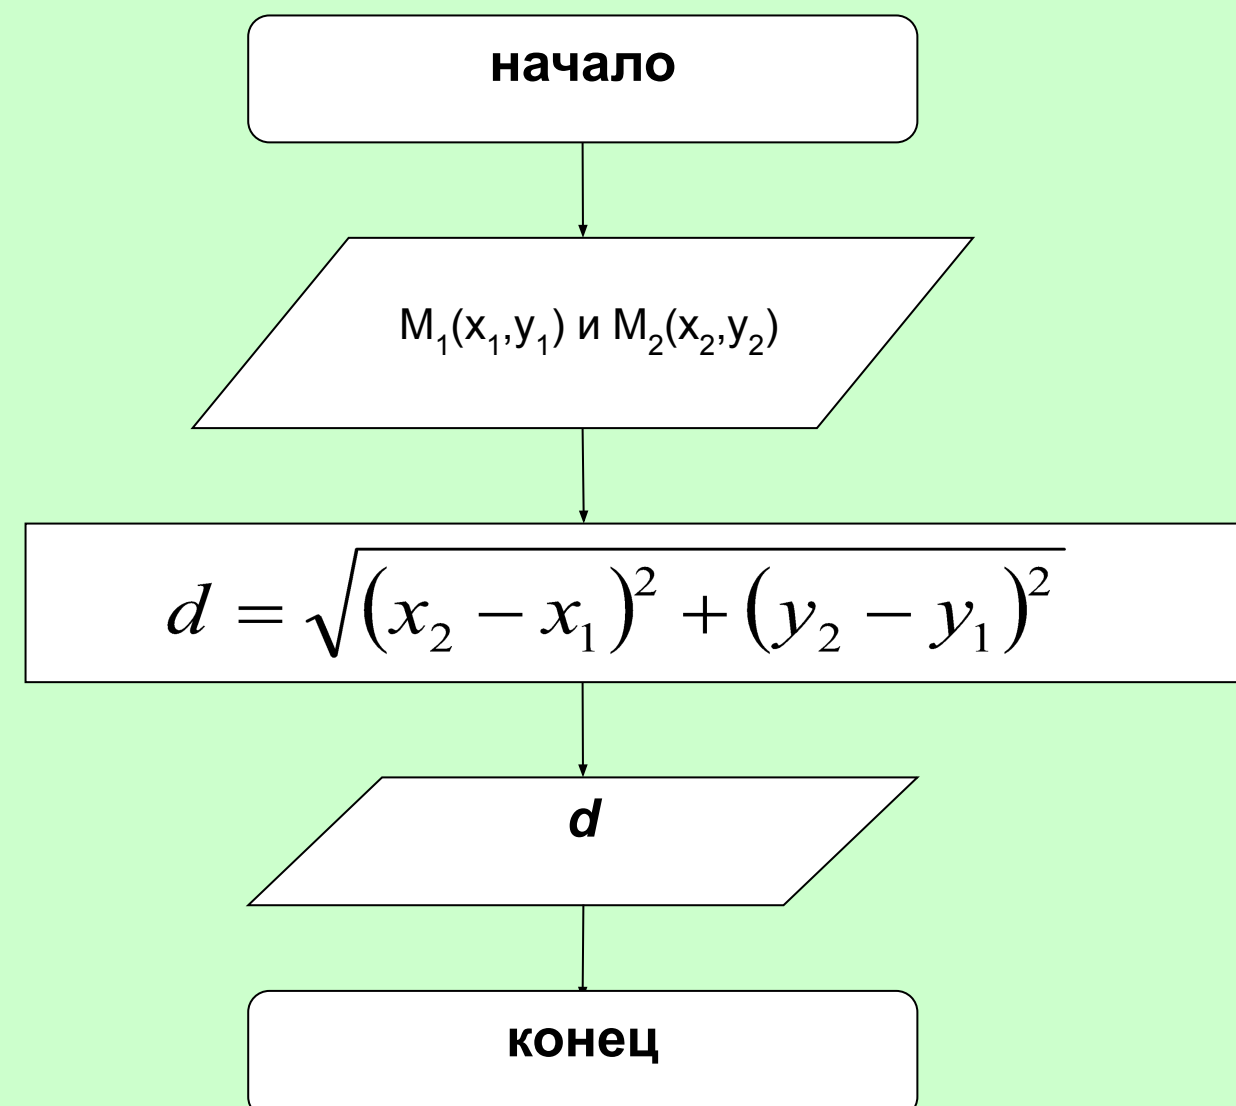 начало
M₁(x₁,y₁) и M₂(x₂,y₂)
d = √(x₂ − x₁)² + (y₂ − y₁)²
d
конец